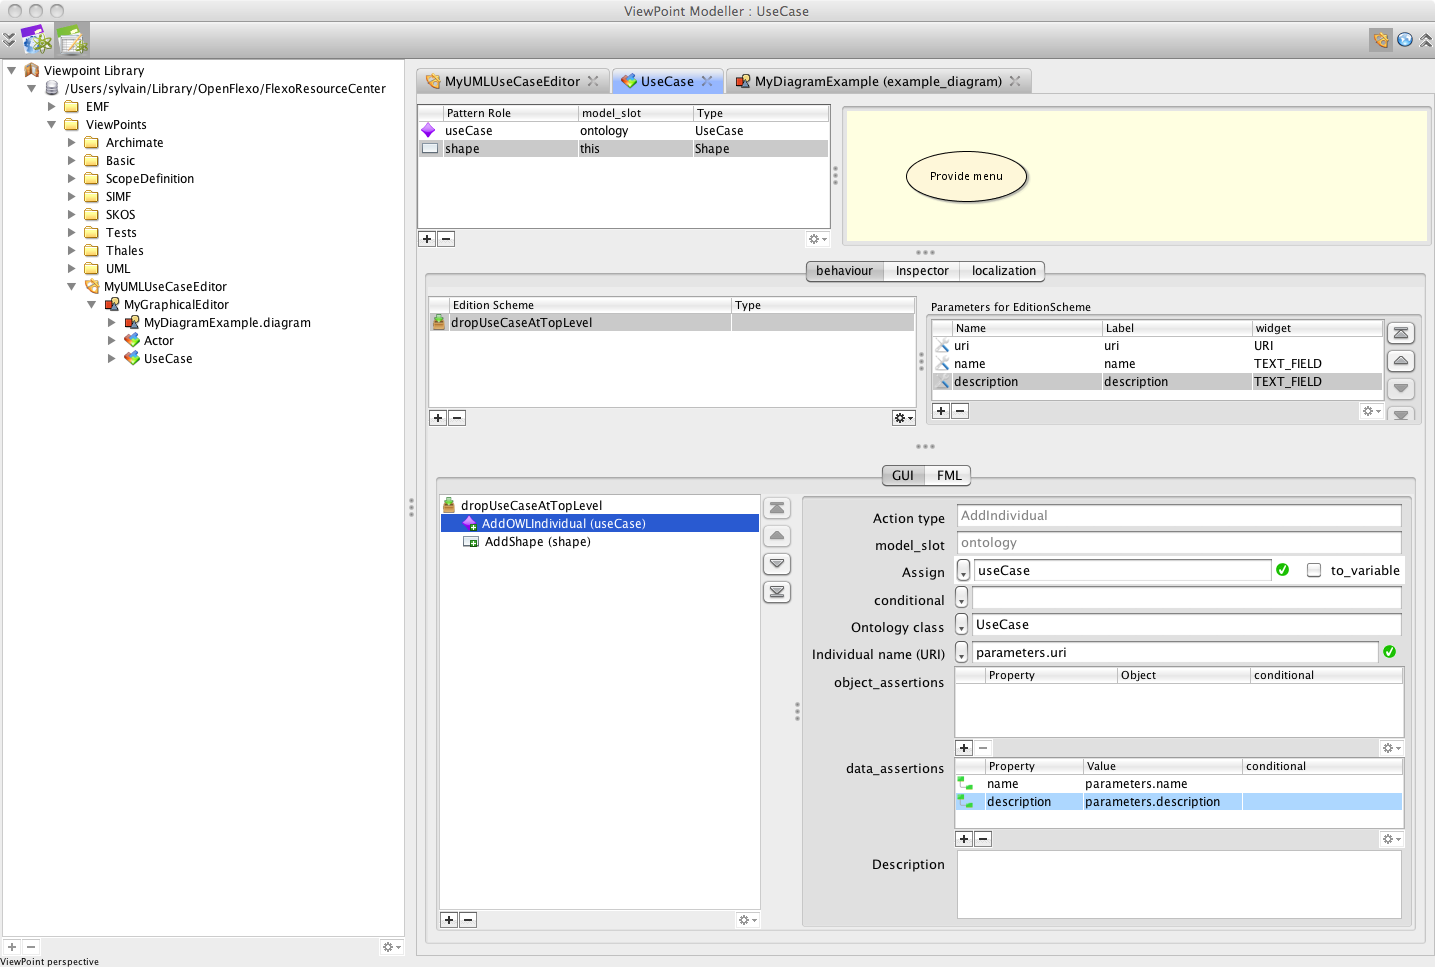 ViewPoint Modeller : UseCase
Viewpoint Library
/Users/sylvain/Library/OpenFlexo/FlexoResourceCenter
EMF
ViewPoints
Archimate
Basic
ScopeDefinition
SIMF
SKOS
Tests
Thales
UML
MyUMLUseCaseEditor
MyGraphicalEditor
MyDiagramExample.diagram
Actor
UseCase
ViewPoint perspective
MyUMLUseCaseEditor UseCase MyDiagramExample (example_diagram)
Pattern Role model_slot Type
useCase ontology UseCase
shape this Shape
Provide menu
behaviour Inspector localization
Edition Scheme Type
dropUseCaseAtTopLevel
Parameters for EditionScheme
Name Label widget
uri uri URI
name name TEXT_FIELD
description description TEXT_FIELD
GUI FML
dropUseCaseAtTopLevel
AddOWLIndividual (useCase)
AddShape (shape)
Action type AddIndividual
model_slot ontology
Assign useCase to_variable
conditional
Ontology class UseCase
Individual name (URI) parameters.uri
object_assertions
Property Object conditional
data_assertions
Property Value conditional
name parameters.name
description parameters.description
Description